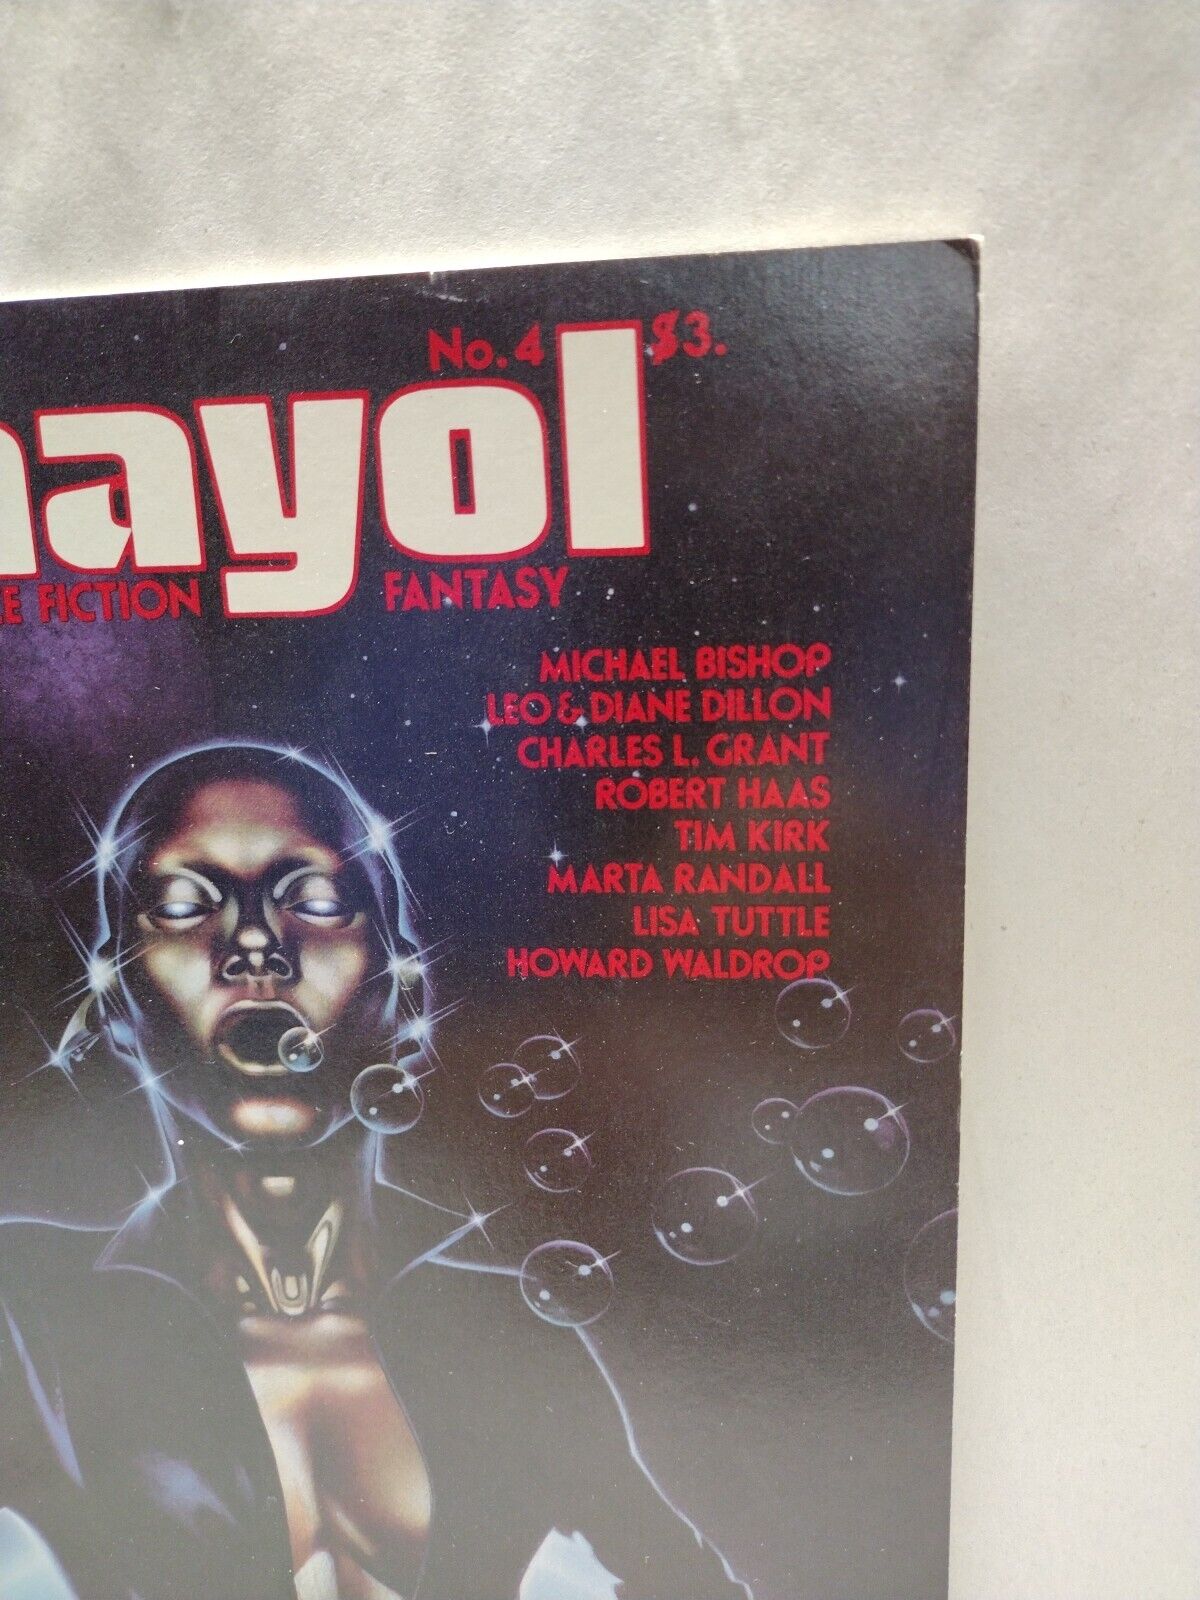 No. 4 $3.
ayol
FICTION FANTASY
MICHAEL BISHOP
LEO & DIANE DILLON
CHARLES L. GRANT
ROBERT HAAS
TIM KIRK
MARTA RANDALL
LISA TUTTLE
HOWARD WALDROP